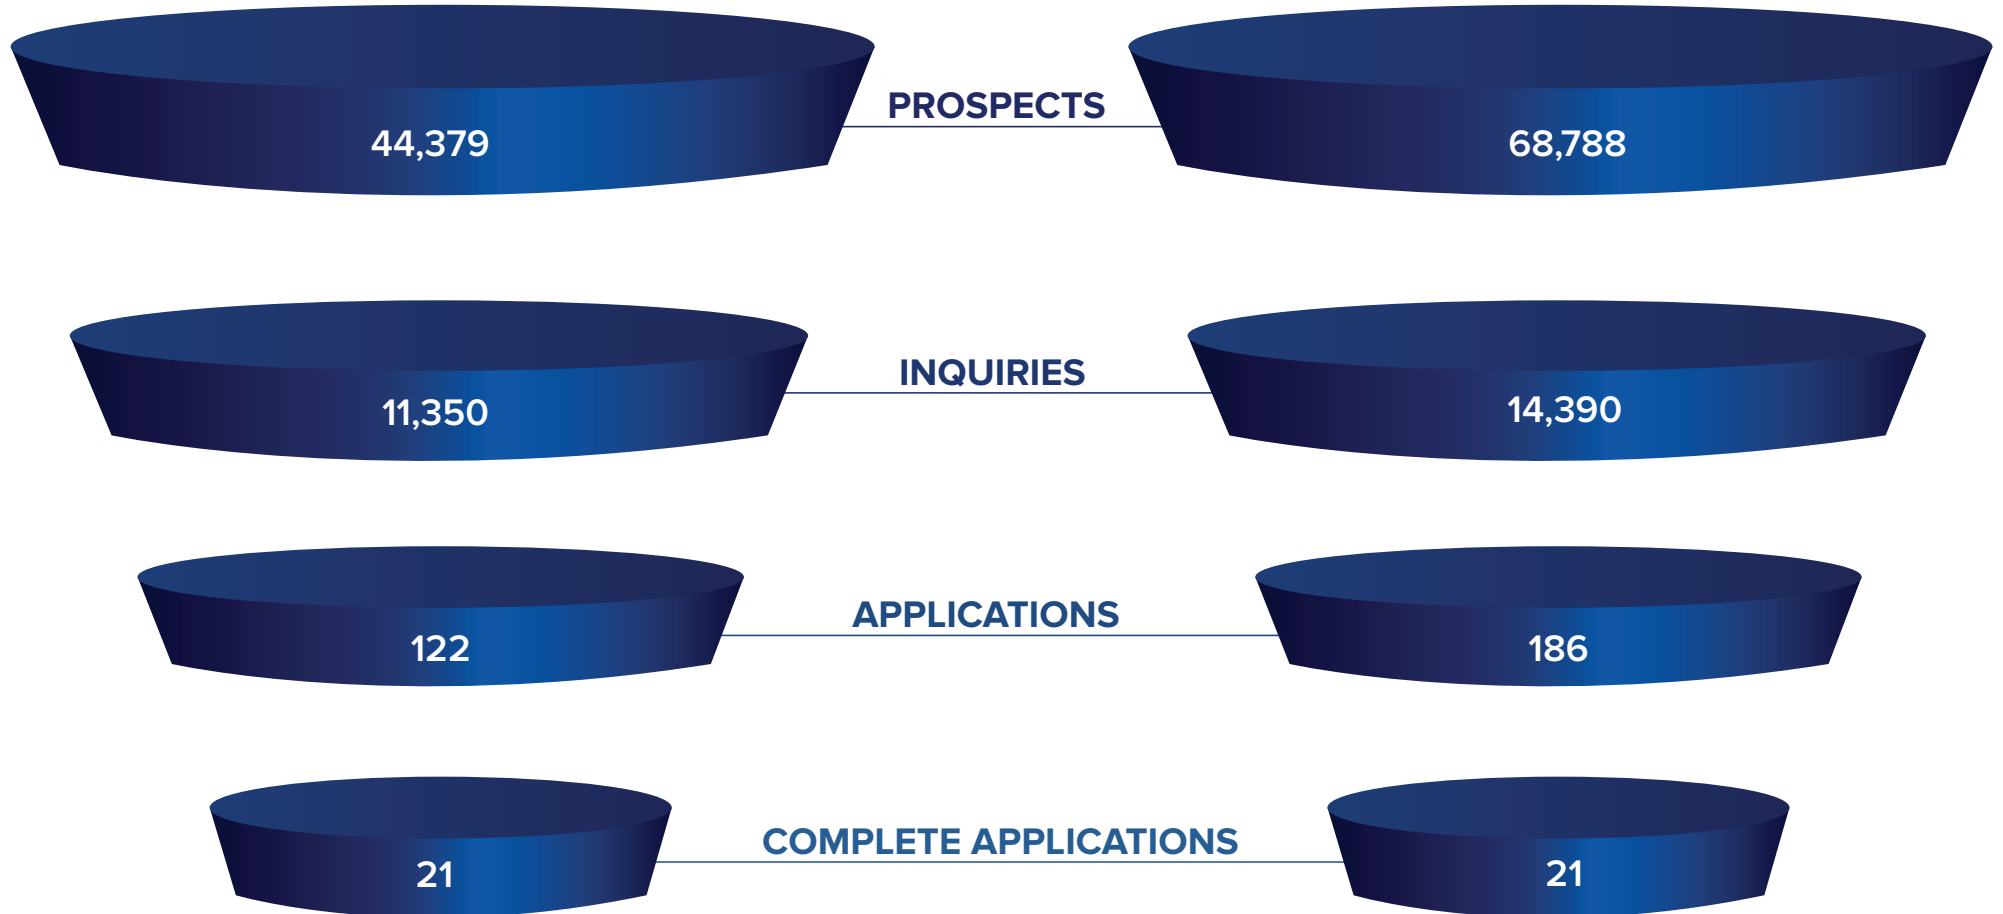 PROSPECTS
44,379
68,788
INQUIRIES
11,350
14,390
APPLICATIONS
122
186
COMPLETE APPLICATIONS
21
21